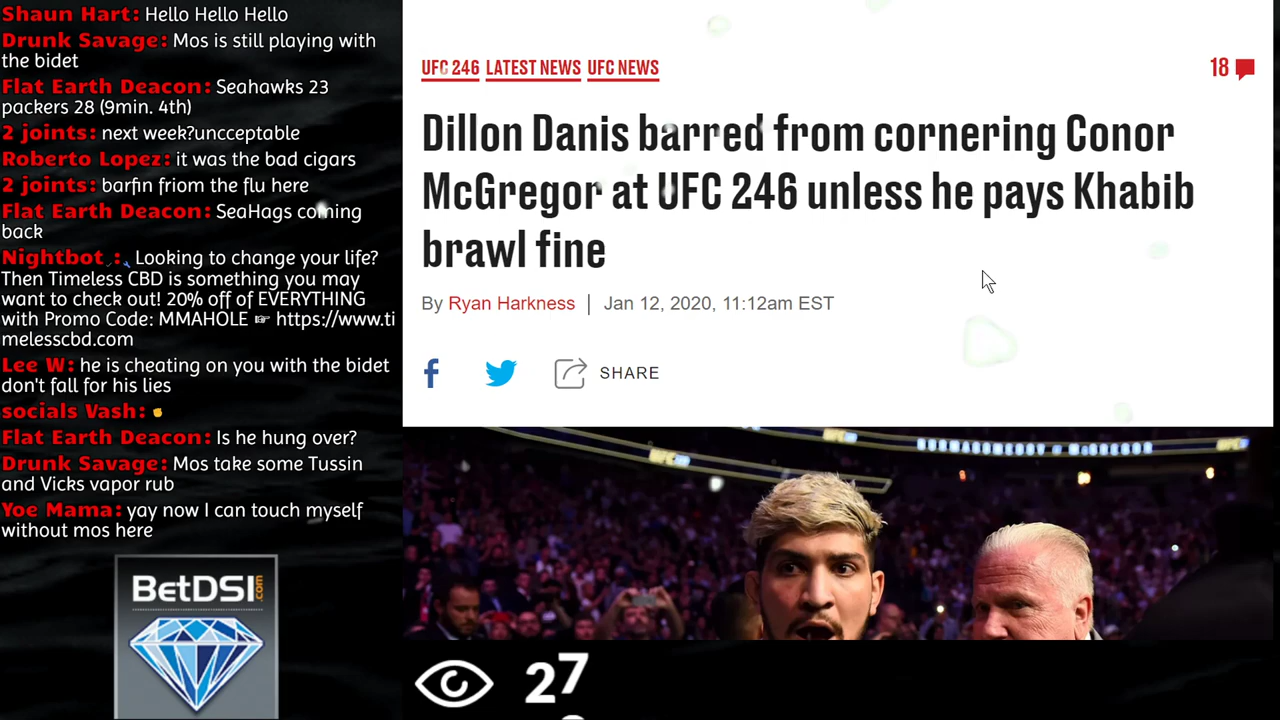 Shaun Hart: Hello Hello Hello
Drunk Savage: Mos is still playing with
the bidet
Flat Earth Deacon: Seahawks 23
packers 28 (9min. 4th)
2 joints: next week?uncceptable
Roberto Lopez: it was the bad cigars
2 joints: barfin friom the flu here
Flat Earth Deacon: SeaHags coming
back
Nightbot : Looking to change your life?
Then Timeless CBD is something you may
want to check out! 20% off of EVERYTHING
with Promo Code: MMAHOLE ☞ https://www.ti
melesscbd.com
Lee W: he is cheating on you with the bidet
don't fall for his lies
socials Vash: ✊
Flat Earth Deacon: Is he hung over?
Drunk Savage: Mos take some Tussin
and Vicks vapor rub
Yoe Mama: yay now I can touch myself
without mos here
BetDSI.com
UFC 246 LATEST NEWS UFC NEWS
18
Dillon Danis barred from cornering Conor
McGregor at UFC 246 unless he pays Khabib
brawl fine
By Ryan Harkness | Jan 12, 2020, 11:12am EST
SHARE
27